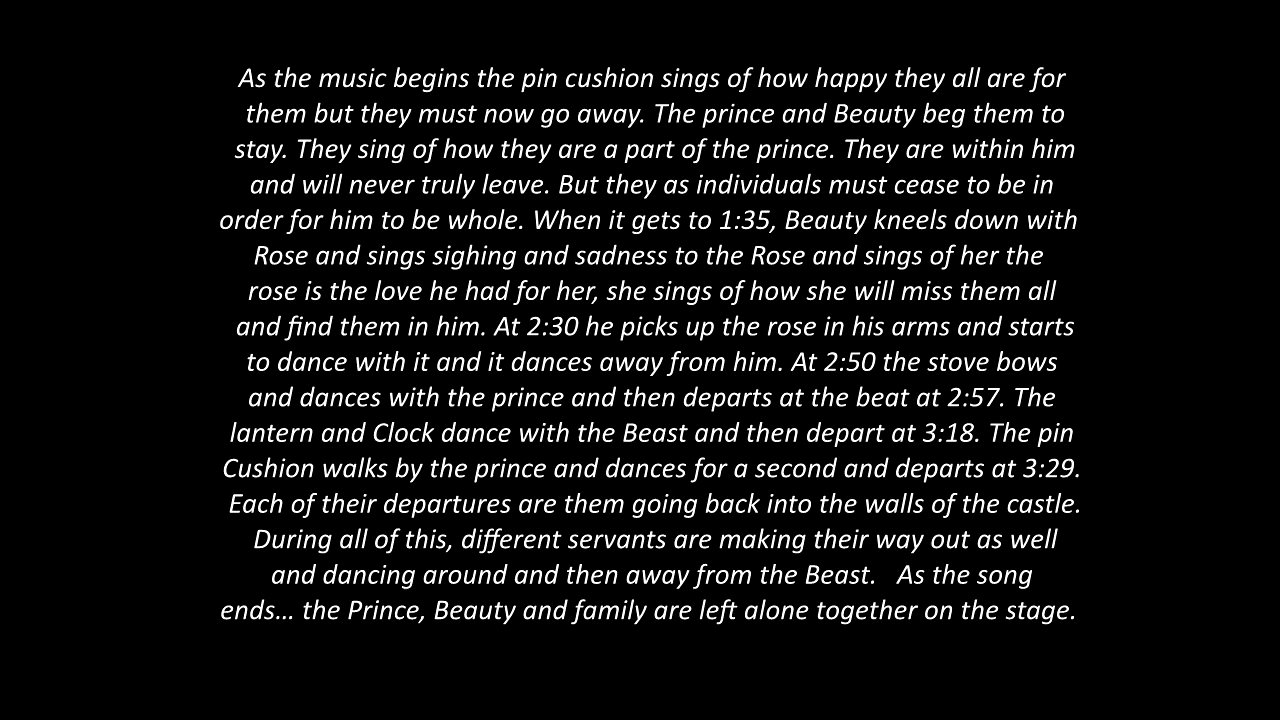 As the music begins the pin cushion sings of how happy they all are for
them but they must now go away. The prince and Beauty beg them to
stay. They sing of how they are a part of the prince. They are within him
and will never truly leave. But they as individuals must cease to be in
order for him to be whole. When it gets to 1:35, Beauty kneels down with
Rose and sings sighing and sadness to the Rose and sings of her the
rose is the love he had for her, she sings of how she will miss them all
and find them in him. At 2:30 he picks up the rose in his arms and starts
to dance with it and it dances away from him. At 2:50 the stove bows
and dances with the prince and then departs at the beat at 2:57. The
lantern and Clock dance with the Beast and then depart at 3:18. The pin
Cushion walks by the prince and dances for a second and departs at 3:29.
Each of their departures are them going back into the walls of the castle.
During all of this, different servants are making their way out as well
and dancing around and then away from the Beast.   As the song
ends… the Prince, Beauty and family are left alone together on the stage.